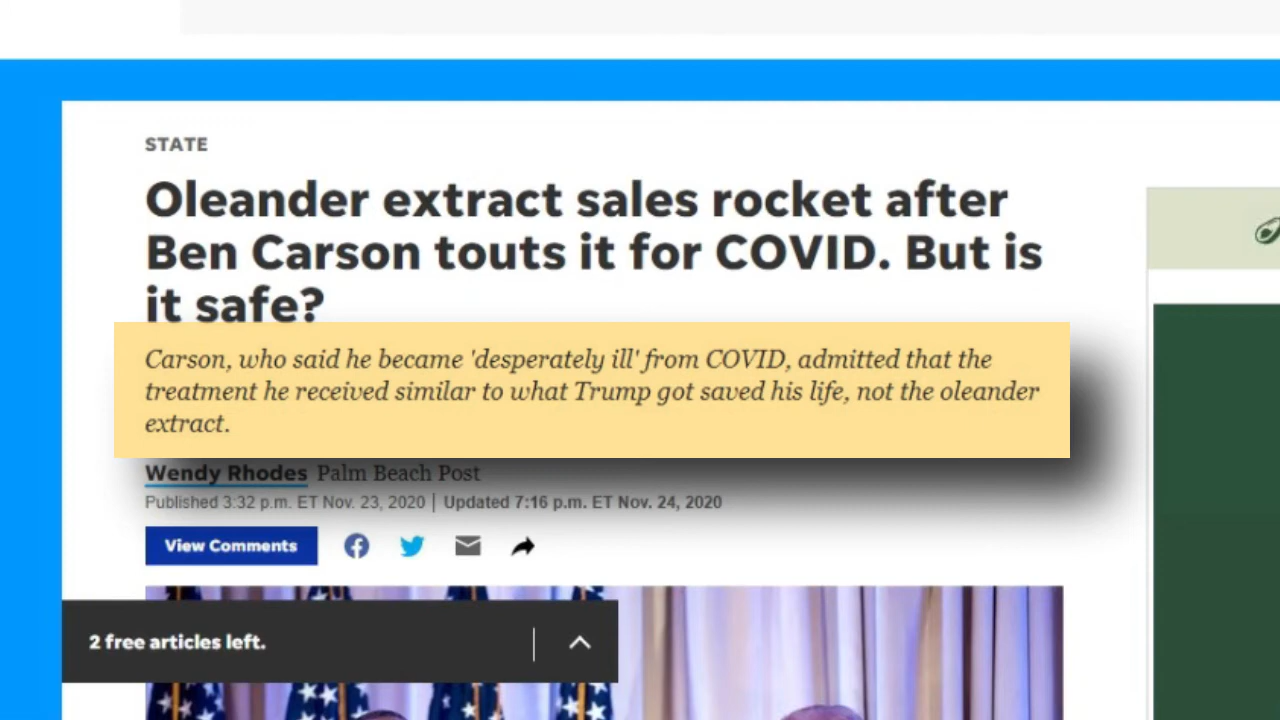 STATE
Oleander extract sales rocket after
Ben Carson touts it for COVID. But is
it safe?
Carson, who said he became 'desperately ill' from COVID, admitted that the
treatment he received similar to what Trump got saved his life, not the oleander
extract.
Wendy Rhodes Palm Beach Post
Published 3:32 p.m. ET Nov. 23, 2020 | Updated 7:16 p.m. ET Nov. 24, 2020
View Comments
2 free articles left.